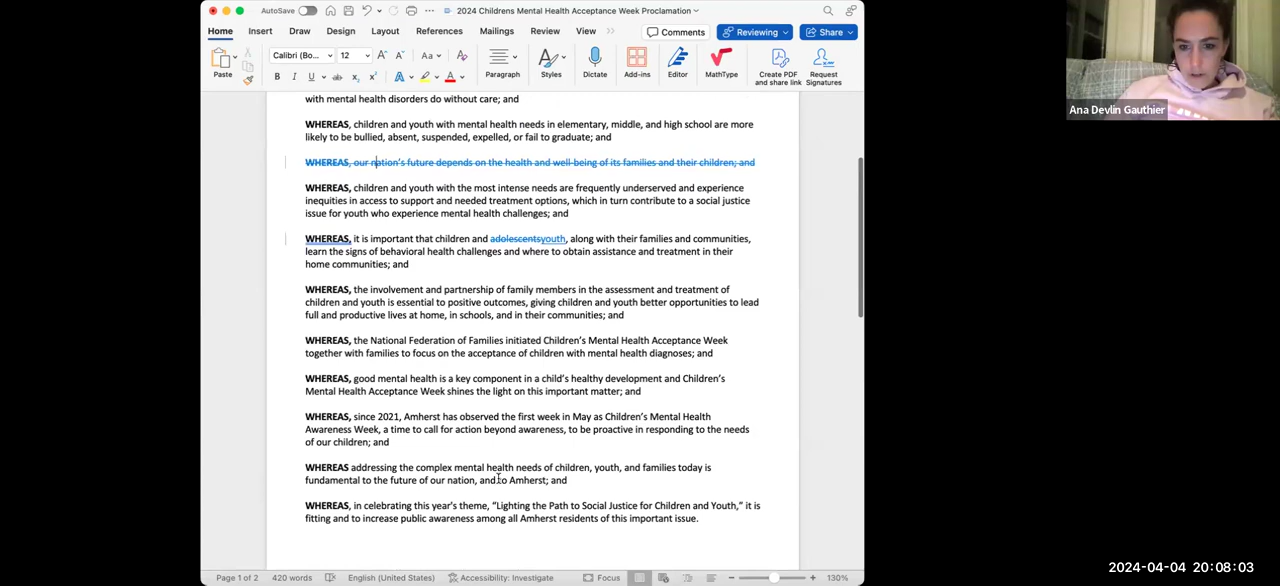 AutoSave
2024 Childrens Mental Health Acceptance Week Proclamation
Home Insert Draw Design Layout References Mailings Review View
Comments Reviewing Share
Calibri (Bo... 12
Paste Paragraph Styles Dictate Add-ins Editor MathType Create PDF and share link Request Signatures
with mental health disorders do without care; and
WHEREAS, children and youth with mental health needs in elementary, middle, and high school are more
likely to be bullied, absent, suspended, expelled, or fail to graduate; and
WHEREAS, our nation's future depends on the health and well-being of its families and their children; and
WHEREAS, children and youth with the most intense needs are frequently underserved and experience
inequities in access to support and needed treatment options, which in turn contribute to a social justice
issue for youth who experience mental health challenges; and
WHEREAS, it is important that children and adolescentsyouth, along with their families and communities,
learn the signs of behavioral health challenges and where to obtain assistance and treatment in their
home communities; and
WHEREAS, the involvement and partnership of family members in the assessment and treatment of
children and youth is essential to positive outcomes, giving children and youth better opportunities to lead
full and productive lives at home, in schools, and in their communities; and
WHEREAS, the National Federation of Families initiated Children's Mental Health Acceptance Week
together with families to focus on the acceptance of children with mental health diagnoses; and
WHEREAS, good mental health is a key component in a child's healthy development and Children's
Mental Health Acceptance Week shines the light on this important matter; and
WHEREAS, since 2021, Amherst has observed the first week in May as Children's Mental Health
Awareness Week, a time to call for action beyond awareness, to be proactive in responding to the needs
of our children; and
WHEREAS addressing the complex mental health needs of children, youth, and families today is
fundamental to the future of our nation, and to Amherst; and
WHEREAS, in celebrating this year's theme, "Lighting the Path to Social Justice for Children and Youth," it is
fitting and to increase public awareness among all Amherst residents of this important issue.
Page 1 of 2 420 words English (United States) Accessibility: Investigate Focus 130%
Ana Devlin Gauthier
2024-04-04 20:08:03